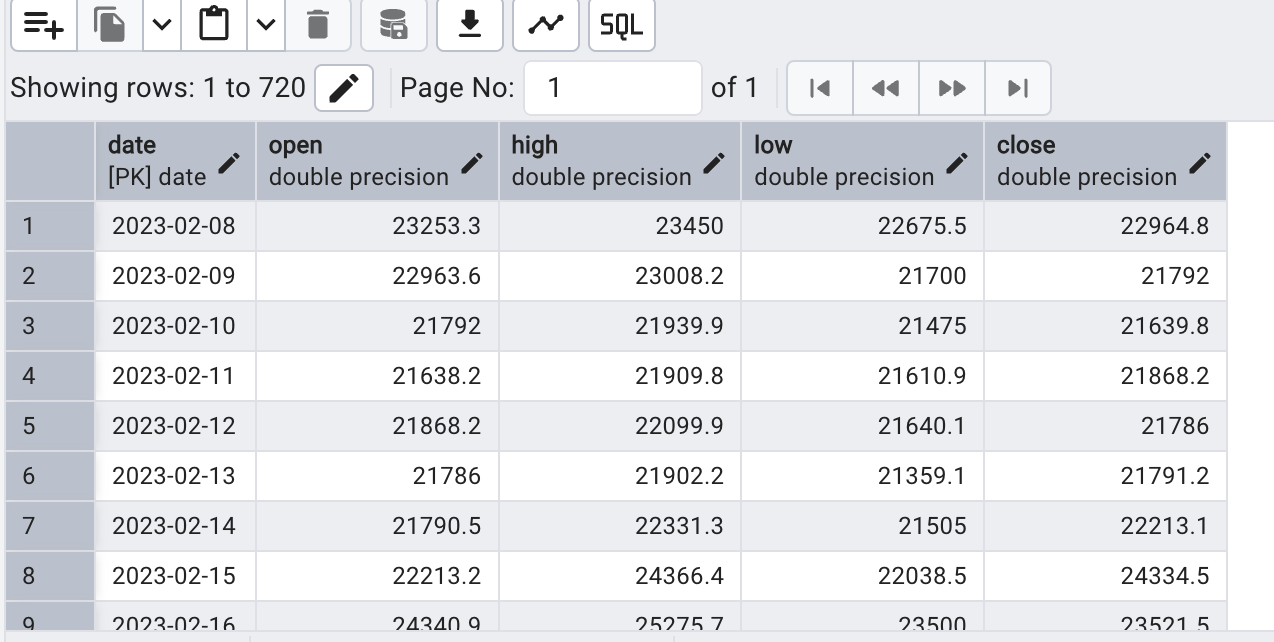 SQL
Showing rows: 1 to 720 Page No: 1 of 1
date open high low close
[PK] date double precision double precision double precision double precision
1 2023-02-08 23253.3 23450 22675.5 22964.8
2 2023-02-09 22963.6 23008.2 21700 21792
3 2023-02-10 21792 21939.9 21475 21639.8
4 2023-02-11 21638.2 21909.8 21610.9 21868.2
5 2023-02-12 21868.2 22099.9 21640.1 21786
6 2023-02-13 21786 21902.2 21359.1 21791.2
7 2023-02-14 21790.5 22331.3 21505 22213.1
8 2023-02-15 22213.2 24366.4 22038.5 24334.5
9 2023-02-16 24340.9 25275.7 23500 23521.5